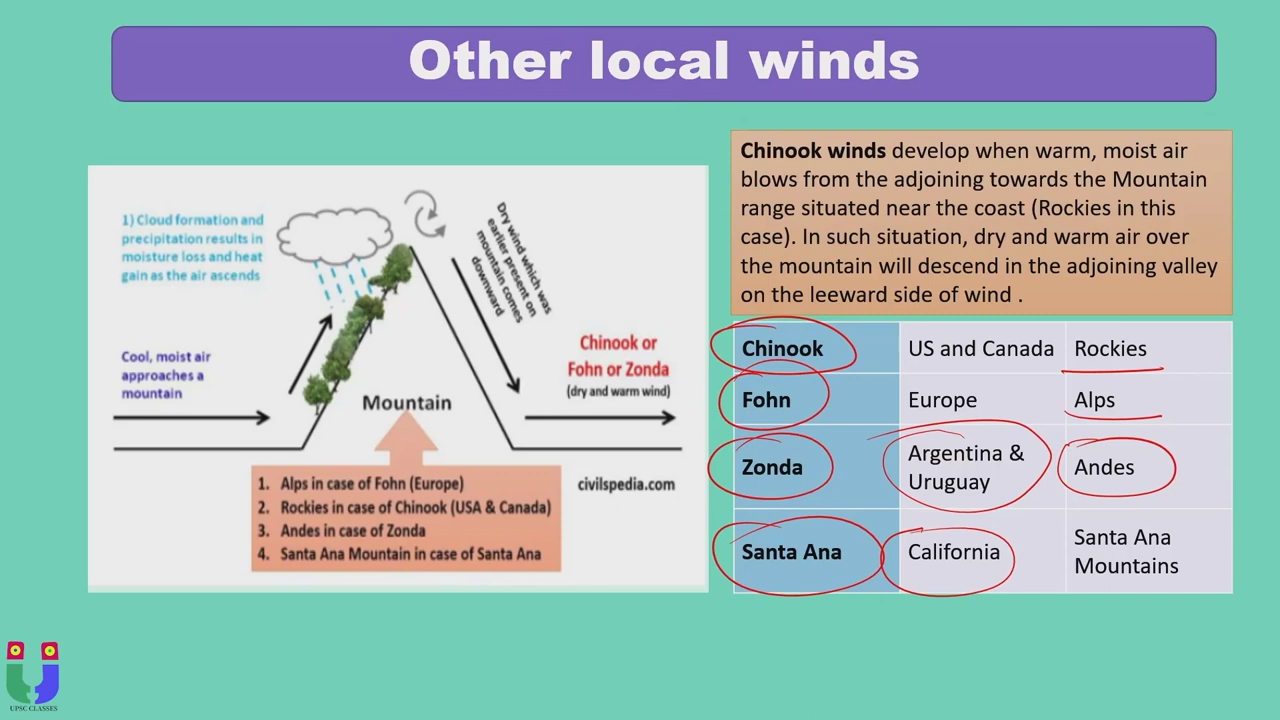 Other local winds
1) Cloud formation and
precipitation results in
moisture loss and heat
gain as the air ascends
Dry wind which was
earlier present on
mountain comes
downward
Cool, moist air
approaches a
mountain
Chinook or
Fohn or Zonda
(dry and warm wind)
Mountain
1. Alps in case of Fohn (Europe)
2. Rockies in case of Chinook (USA & Canada)
3. Andes in case of Zonda
4. Santa Ana Mountain in case of Santa Ana
civilspedia.com
Chinook winds develop when warm, moist air
blows from the adjoining towards the Mountain
range situated near the coast (Rockies in this
case). In such situation, dry and warm air over
the mountain will descend in the adjoining valley
on the leeward side of wind .
Chinook US and Canada Rockies
Fohn Europe Alps
Zonda Argentina &
Uruguay Andes
Santa Ana California Santa Ana
Mountains
UPSC CLASSES